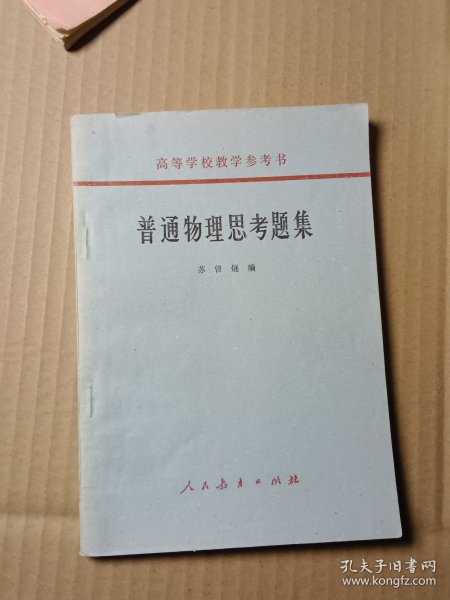 高等学校教学参考书
普通物理思考题集
苏曾燧编
人民教育出版社
孔夫子旧书网
www.kongfz.com